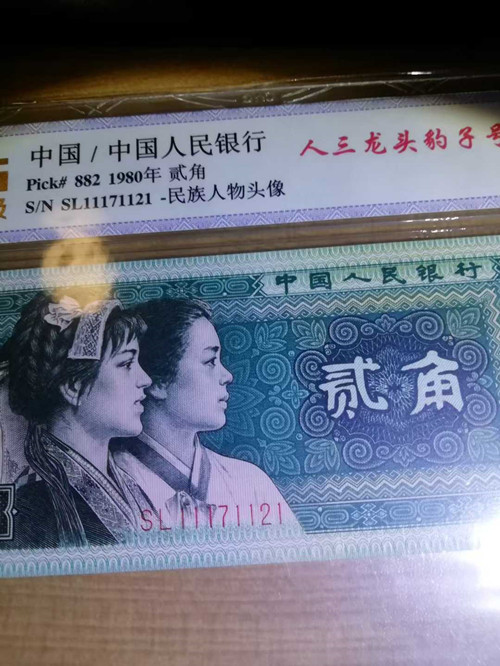 中国 / 中国人民银行
人三龙头豹子号
Pick# 882 1980年 贰角
S/N SL11171121 -民族人物头像
中国人民银行
贰角
SL11171121